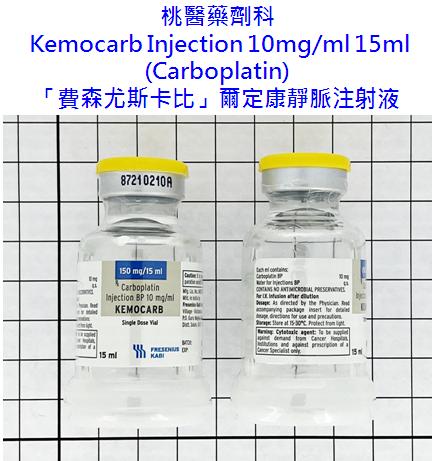 桃醫藥劑科
Kemocarb Injection 10mg/ml 15ml
(Carboplatin)
「費森尤斯卡比」爾定康靜脈注射液
87210210A
150 mg/15 ml
Carboplatin
Injection BP 10 mg/ml
KEMOCARB
Single Dose Vial
15 ml
FRESENIUS
KABI
10 mg
q.s.
BATCH:
EXP.
Each ml contains:
Carboplatin BP 10 mg
Water for Injections BP q.s.
CONTAINS NO ANTIMICROBIAL PRESERVATIVES.
For I.V. infusion after dilution
Dosage: As directed by the Physician. Read
accompanying package insert for detailed
dosage, directions for use and precautions.
Storage: Store at 15-30°C. Protect from light.
Warning: Cytotoxic agent: To be supplied
against demand from Cancer Hospitals,
Institutions and against prescription of a
Cancer Specialist only.
15 ml